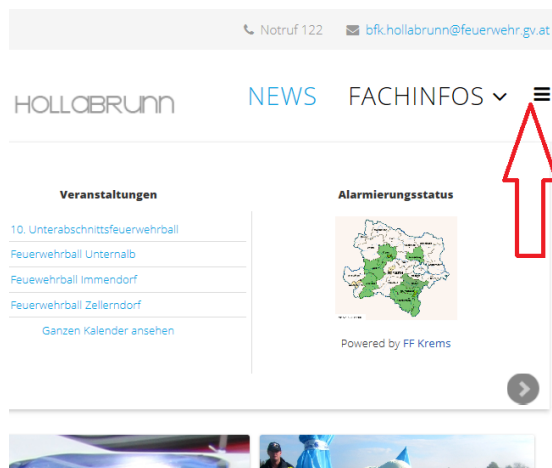 Notruf 122 bfk.hollabrunn@feuerwehr.gv.at
HOLLABRUNN NEWS FACHINFOS
Veranstaltungen Alarmierungsstatus
10. Unterabschnittsfeuerwehrball
Feuerwehrball Unternalb
Feuewehrball Immendorf
Feuerwehrball Zellerndorf
Ganzen Kalender ansehen
Powered by FF Krems